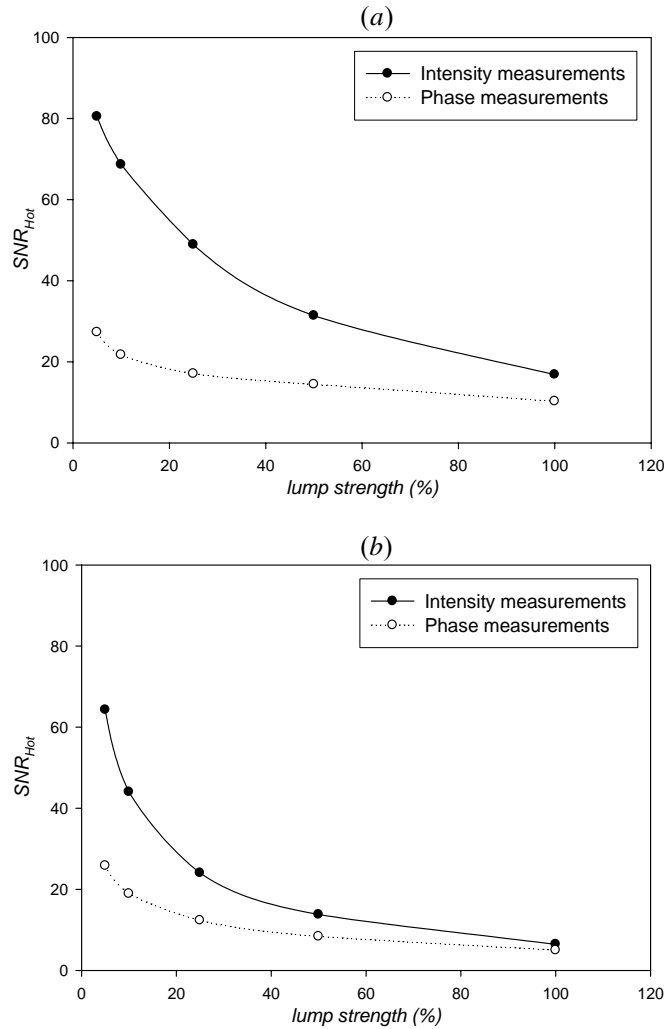 (a)
100
80
60
40
20
0
SNR_Hot
Intensity measurements
Phase measurements
0 20 40 60 80 100 120
lump strength (%)
(b)
100
80
60
40
20
0
SNR_Hot
Intensity measurements
Phase measurements
0 20 40 60 80 100 120
lump strength (%)